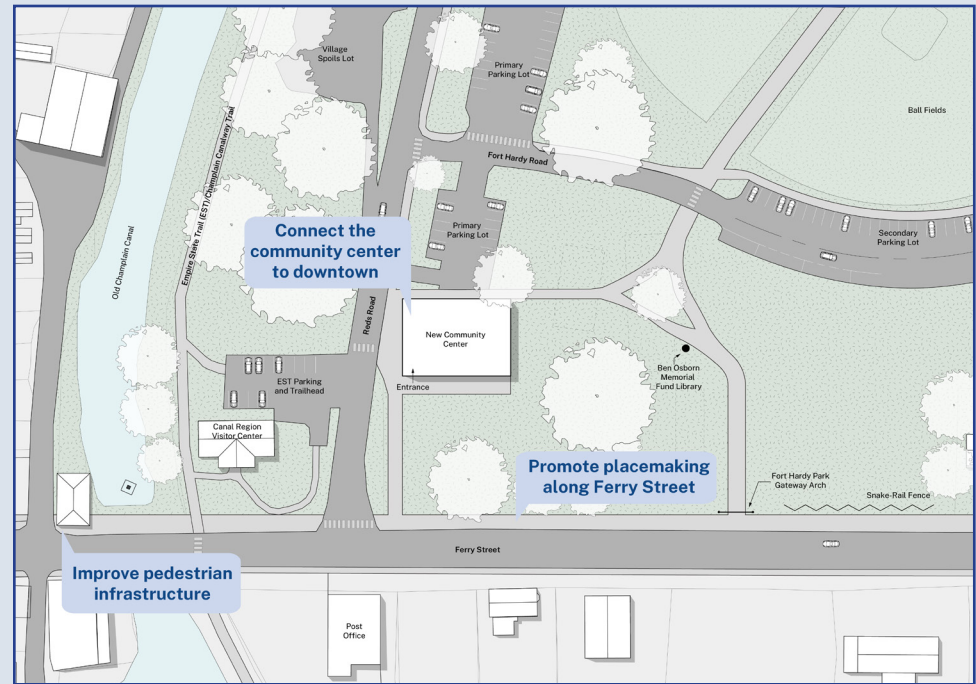 Village
Spoils Lot
Primary
Parking Lot
Ball Fields
Fort Hardy Road
Empire State Trail (EST)/Champlain Canalway Trail
Old Champlain Canal
Connect the
community center
to downtown
Primary
Parking Lot
Secondary
Parking Lot
Reds Road
New Community
Center
Entrance
Ben Osborn
Memorial
Fund Library
EST Parking
and Trailhead
Canal Region
Visitor Center
Promote placemaking
along Ferry Street
Fort Hardy Park
Gateway Arch
Snake-Rail Fence
Ferry Street
Improve pedestrian
infrastructure
Post
Office